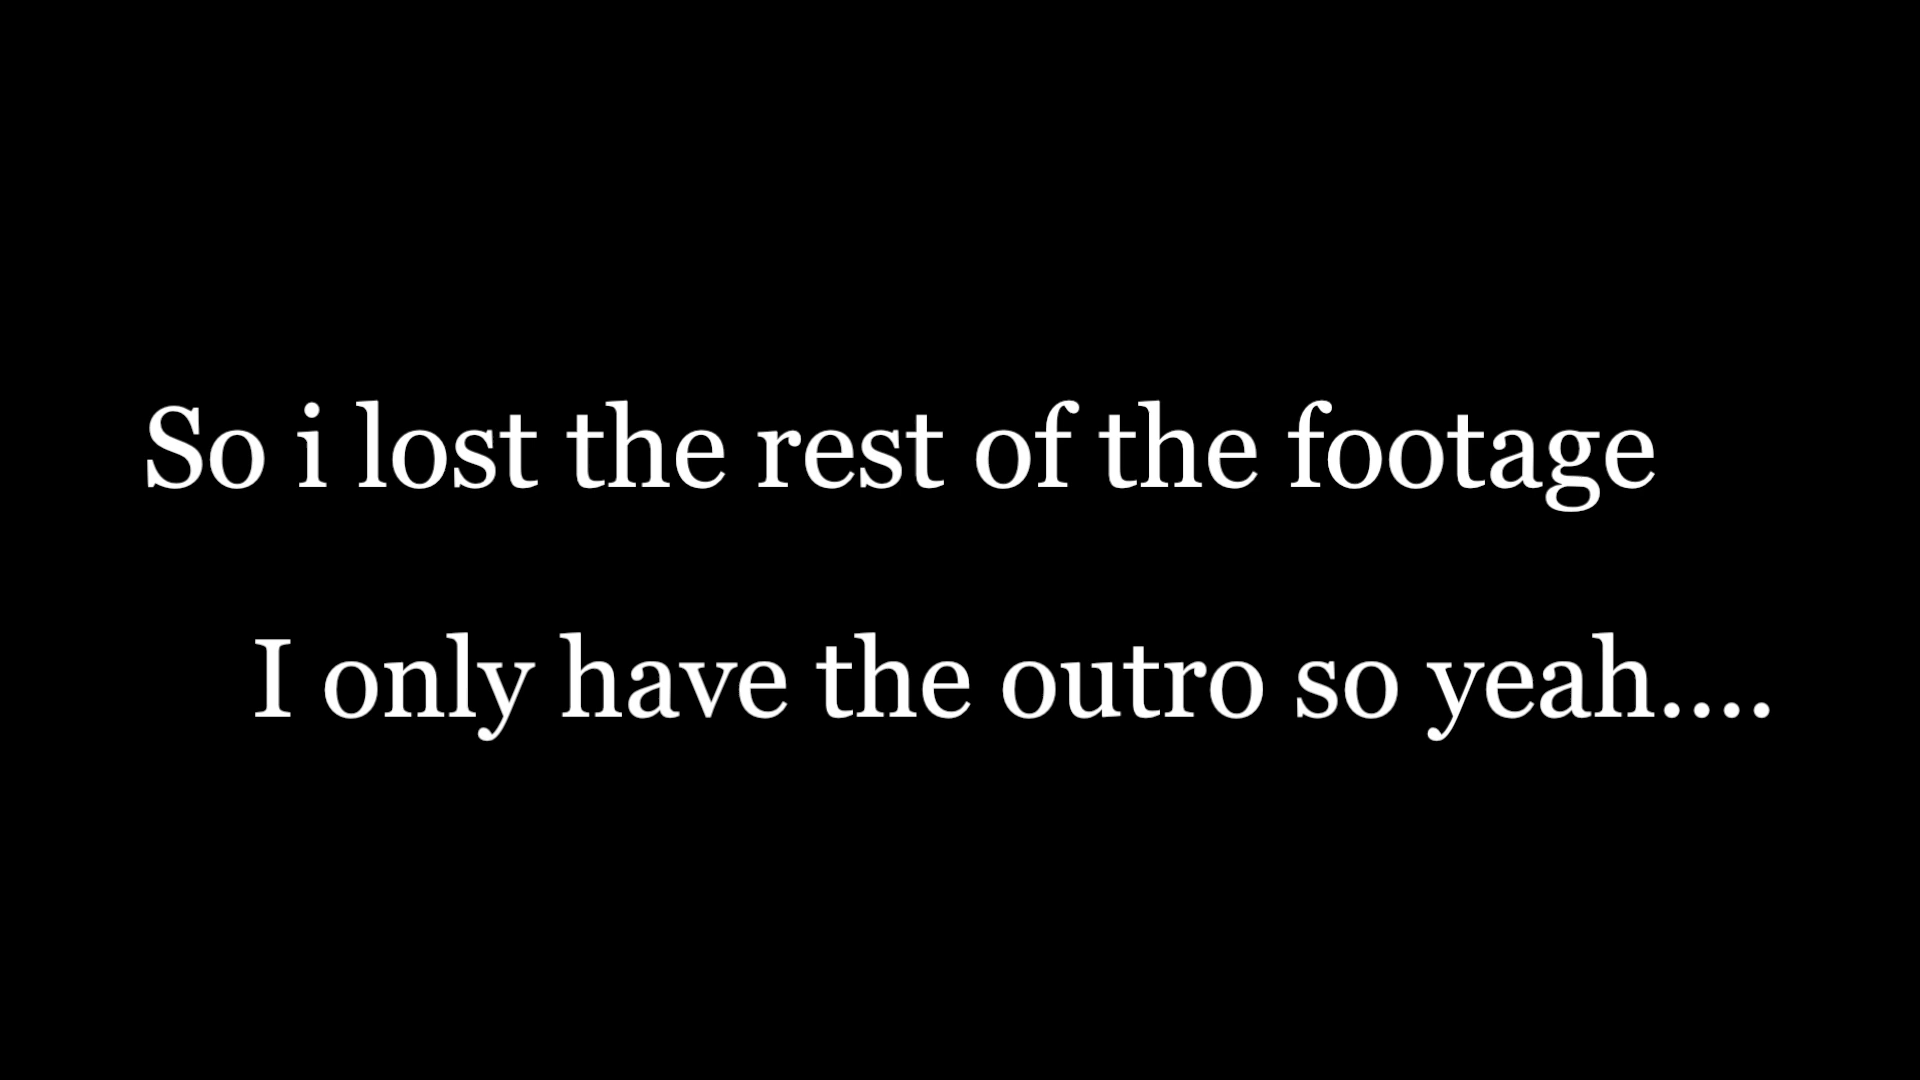 So i lost the rest of the footage
I only have the outro so yeah....